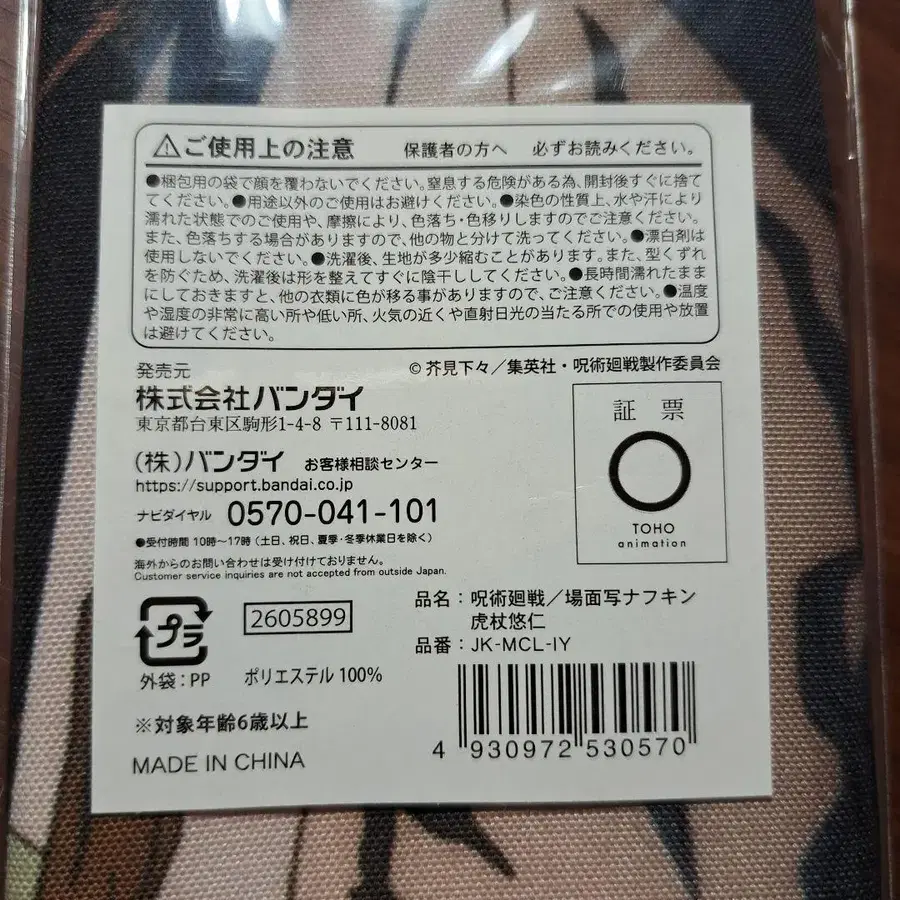 ⚠ご使用上の注意 保護者の方へ 必ずお読みください。
●梱包用の袋で顔を覆わないでください。窒息する危険がある為、開封後すぐに捨て
てください。●用途以外のご使用はお避けください。●染色の性質上、水や汗により
濡れた状態でのご使用や、摩擦により、色落ち・色移りしますのでご注意ください。
また、色落ちする場合がありますので、他の物と分けて洗ってください。●漂白剤は
使用しないでください。●洗濯後、生地が多少縮むことがあります。また、型くずれ
を防ぐため、洗濯後は形を整えてすぐに陰干ししてください。●長時間濡れたまま
にしておきますと、他の衣類に色が移る事がありますので、ご注意ください。●温度
や湿度の非常に高い所や低い所、火気の近くや直射日光の当たる所での使用や放置
は避けてください。
発売元
©芥見下々／集英社・呪術廻戦製作委員会
株式会社バンダイ
東京都台東区駒形1-4-8 〒111-8081
(株)バンダイ お客様相談センター
https://support.bandai.co.jp
ナビダイヤル 0570-041-101
●受付時間 10時～17時 (土日、祝日、夏季・冬季休業日を除く)
海外からのお問い合わせは受け付けておりません。
Customer service inquiries are not accepted from outside Japan.
証票
TOHO
animation
プラ
外袋：PP
2605899
ポリエステル 100%
※対象年齢6歳以上
MADE IN CHINA
品名：呪術廻戦／場面写ナフキン
虎杖悠仁
品番：JK-MCL-IY
4 930972 530570